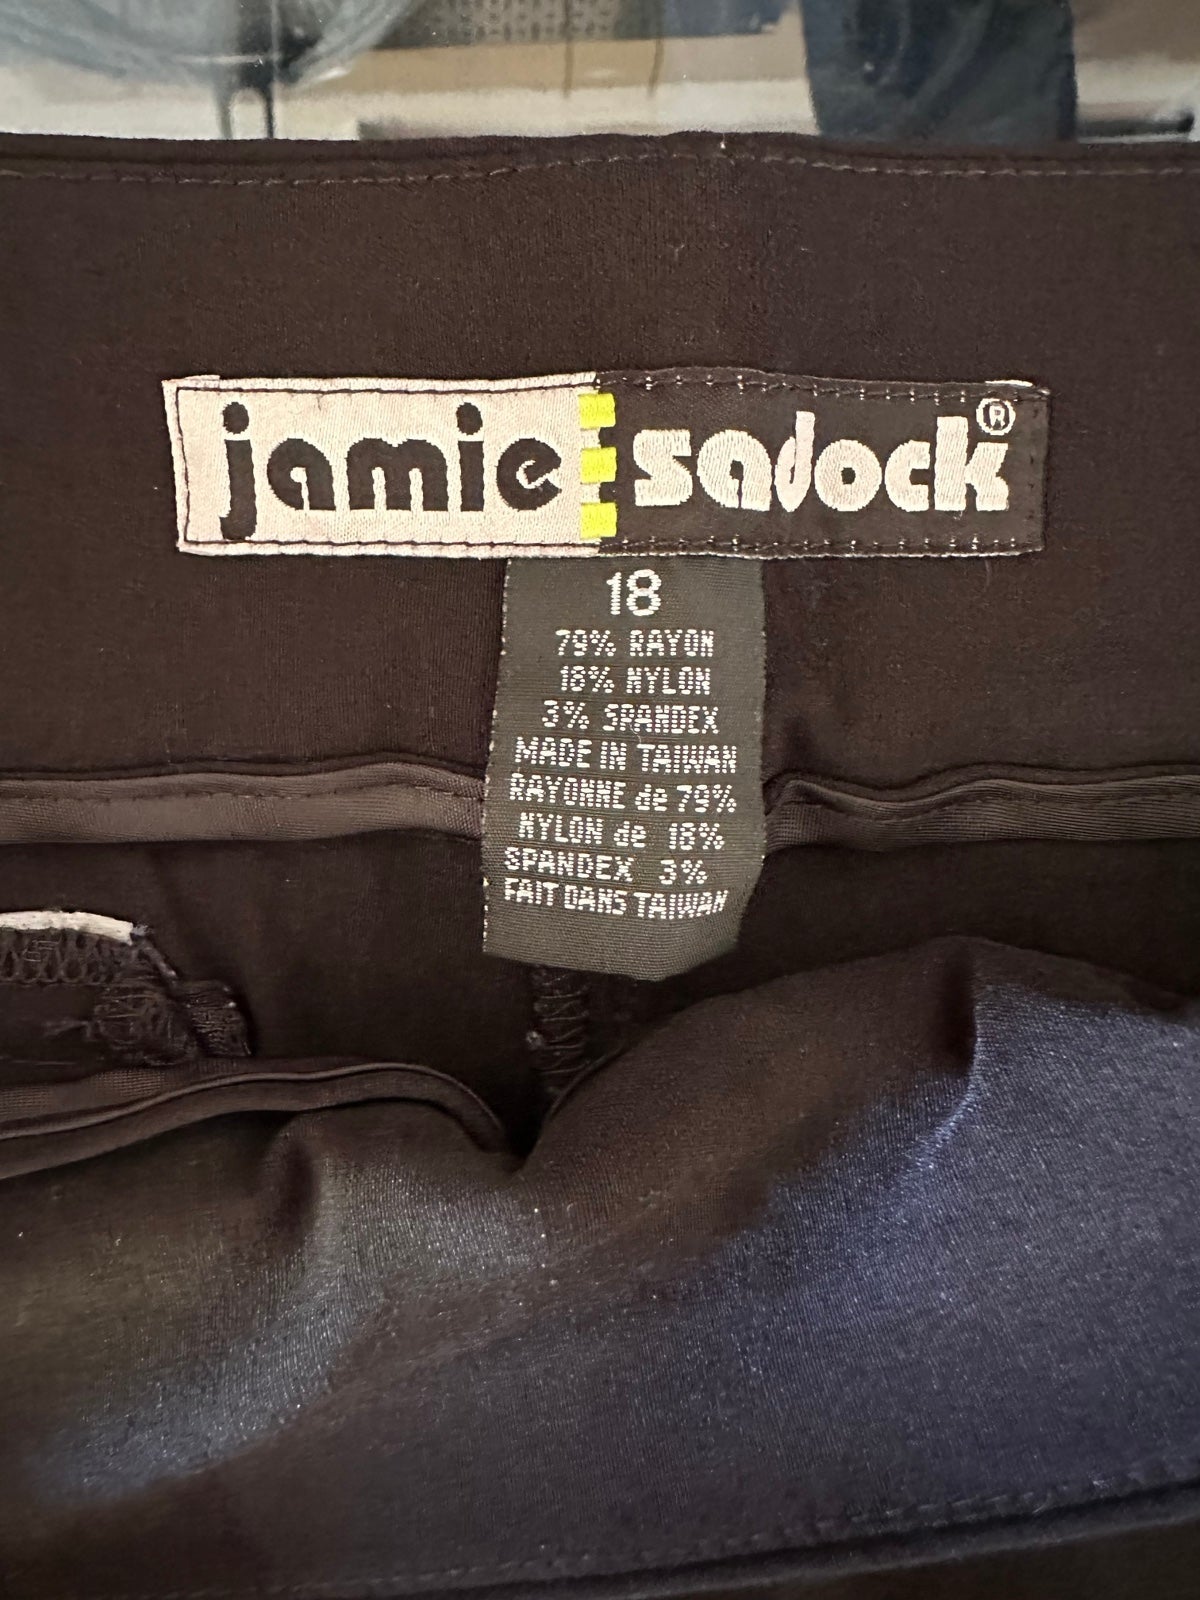 jamie sadock®
18
79% RAYON
18% NYLON
3% SPANDEX
MADE IN TAIWAN
RAYONNE de 79%
NYLON de 18%
SPANDEX 3%
FAIT DANS TAIWAN